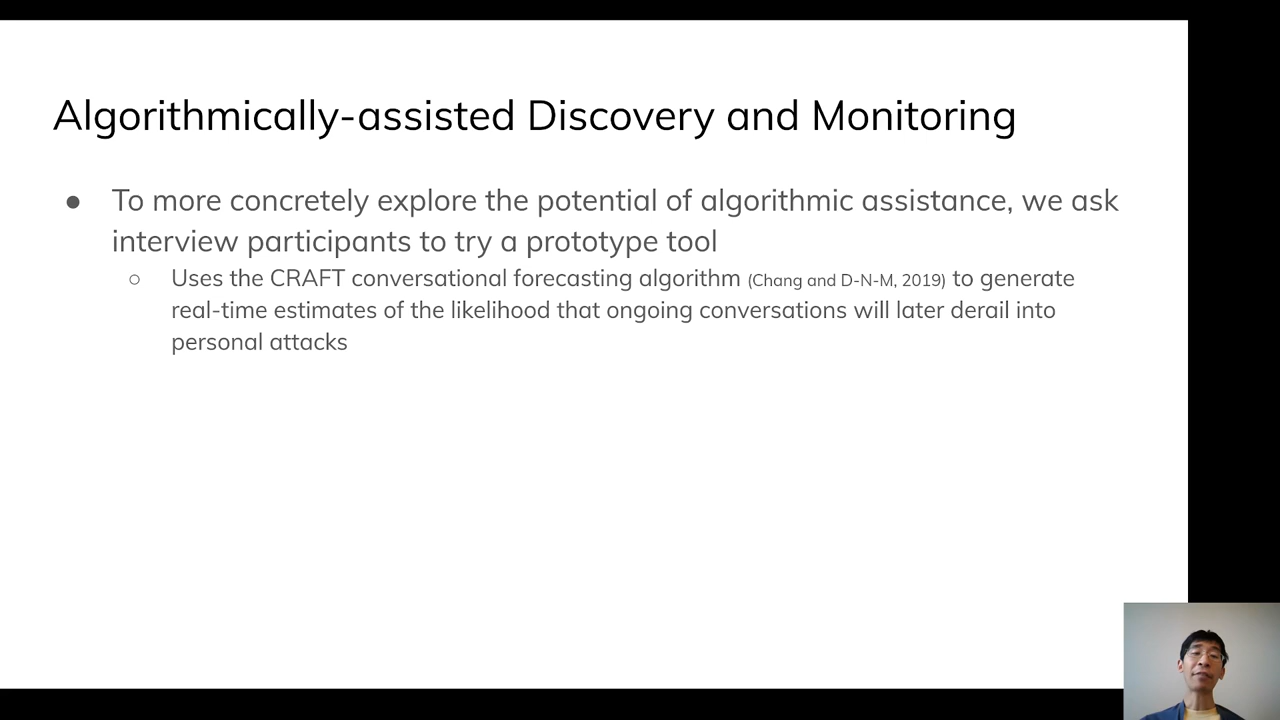 Algorithmically-assisted Discovery and Monitoring
● To more concretely explore the potential of algorithmic assistance, we ask
interview participants to try a prototype tool
○ Uses the CRAFT conversational forecasting algorithm (Chang and D-N-M, 2019) to generate
real-time estimates of the likelihood that ongoing conversations will later derail into
personal attacks